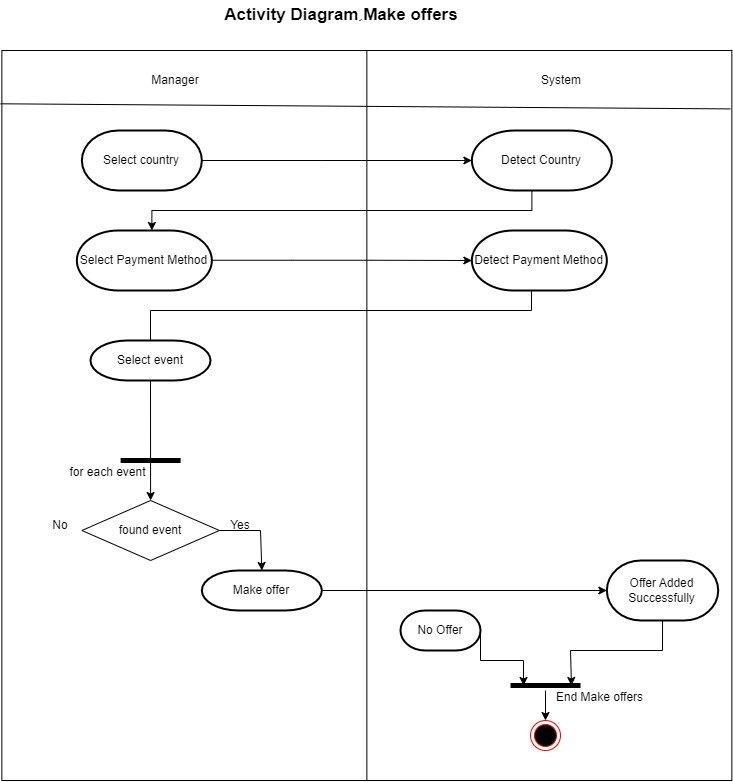 Activity Diagram,Make offers
Manager
System
Select country
Detect Country
Select Payment Method
Detect Payment Method
Select event
for each event
No
found event
Yes
Make offer
Offer Added
Successfully
No Offer
End Make offers